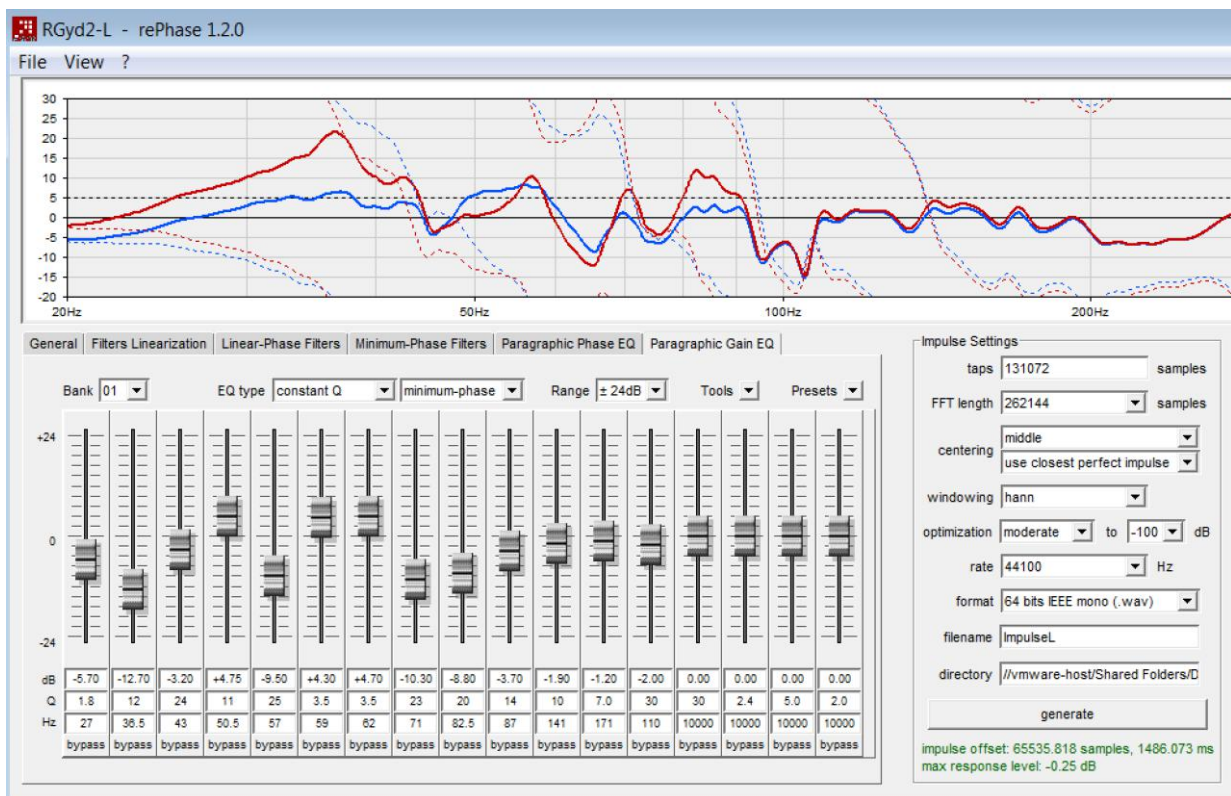 RGyd2-L - rePhase 1.2.0
File View ?
30
25
20
15
10
5
0
-5
-10
-15
-20
20Hz 50Hz 100Hz 200Hz
General Filters Linearization Linear-Phase Filters Minimum-Phase Filters Paragraphic Phase EQ Paragraphic Gain EQ
Bank 01 EQ type constant Q minimum-phase Range ± 24dB Tools Presets
+24
0
-24
dB -5.70 -12.70 -3.20 +4.75 -9.50 +4.30 +4.70 -10.30 -8.80 -3.70 -1.90 -1.20 -2.00 0.00 0.00 0.00 0.00
Q 1.8 12 24 11 25 3.5 3.5 23 20 14 10 7.0 30 30 2.4 5.0 2.0
Hz 27 36.5 43 50.5 57 59 62 71 82.5 87 141 171 110 10000 10000 10000 10000
bypass bypass bypass bypass bypass bypass bypass bypass bypass bypass bypass bypass bypass bypass bypass bypass bypass
Impulse Settings
taps 131072 samples
FFT length 262144 samples
centering middle
use closest perfect impulse
windowing hann
optimization moderate to -100 dB
rate 44100 Hz
format 64 bits IEEE mono (.wav)
filename ImpulseL
directory //vmware-host/Shared Folders/D
generate
impulse offset: 65535.818 samples, 1486.073 ms
max response level: -0.25 dB